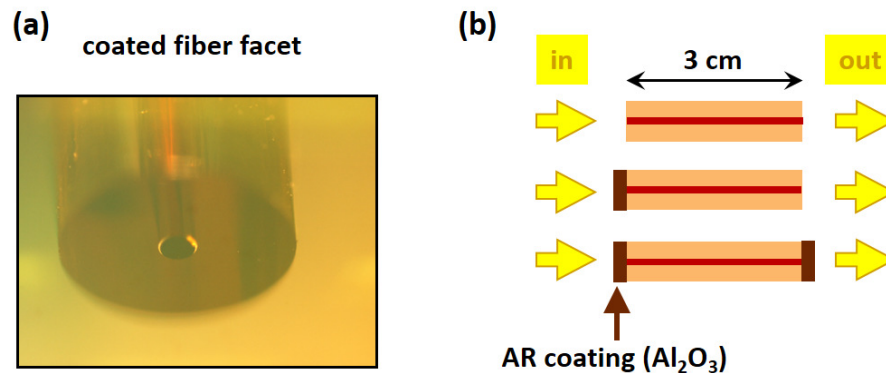 (a)
coated fiber facet
(b)
in
3 cm
out
AR coating (Al₂O₃)